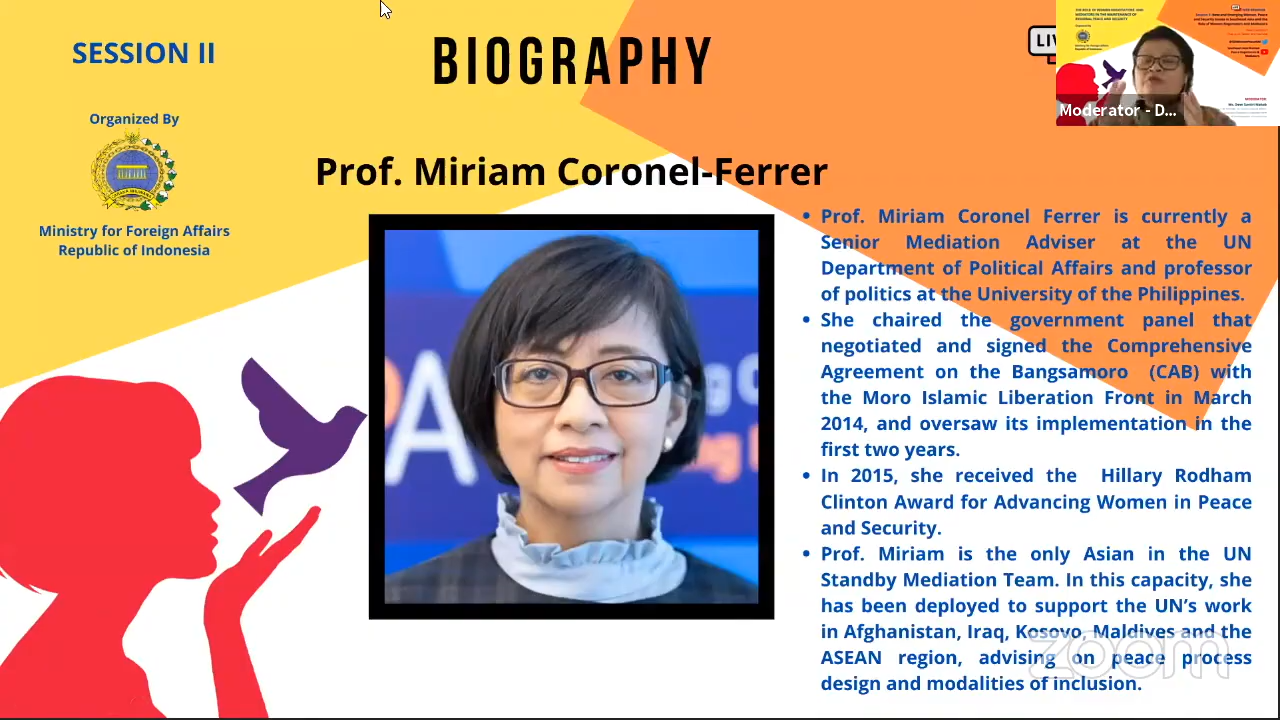 SESSION II
BIOGRAPHY
LIV
Organized By
Ministry for Foreign Affairs
Republic of Indonesia
Prof. Miriam Coronel-Ferrer
Prof. Miriam Coronel Ferrer is currently a
Senior Mediation Adviser at the UN
Department of Political Affairs and professor
of politics at the University of the Philippines.
She chaired the government panel that
negotiated and signed the Comprehensive
Agreement on the Bangsamoro (CAB) with
the Moro Islamic Liberation Front in March
2014, and oversaw its implementation in the
first two years.
In 2015, she received the Hillary Rodham
Clinton Award for Advancing Women in Peace
and Security.
Prof. Miriam is the only Asian in the UN
Standby Mediation Team. In this capacity, she
has been deployed to support the UN's work
in Afghanistan, Iraq, Kosovo, Maldives and the
ASEAN region, advising on peace process
design and modalities of inclusion.
Moderator - D...
MODERATOR
zoom